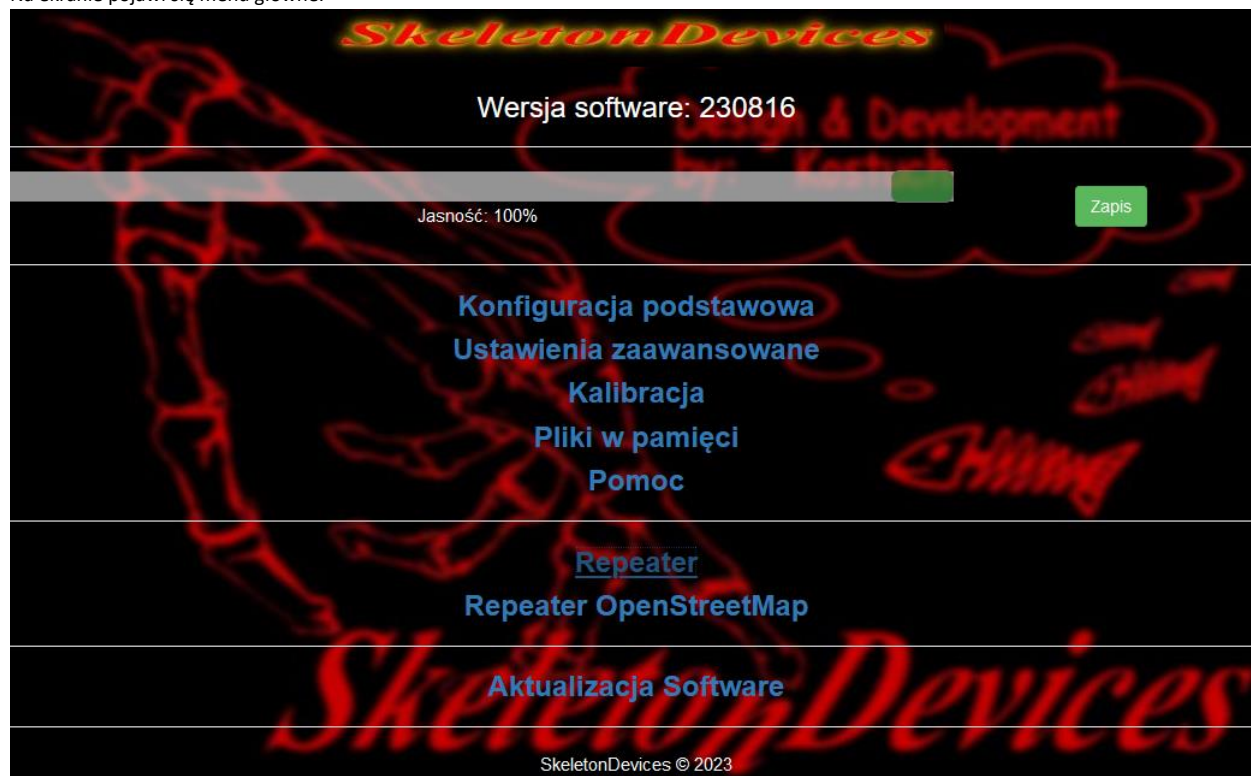 SkeletonDevices
Wersja software: 230816
Design & Development
by: Kostuch
Jasność: 100%
Zapis
Konfiguracja podstawowa
Ustawienia zaawansowane
Kalibracja
Pliki w pamięci
Pomoc
Repeater
Repeater OpenStreetMap
SkeletonDevices
Aktualizacja Software
SkeletonDevices © 2023